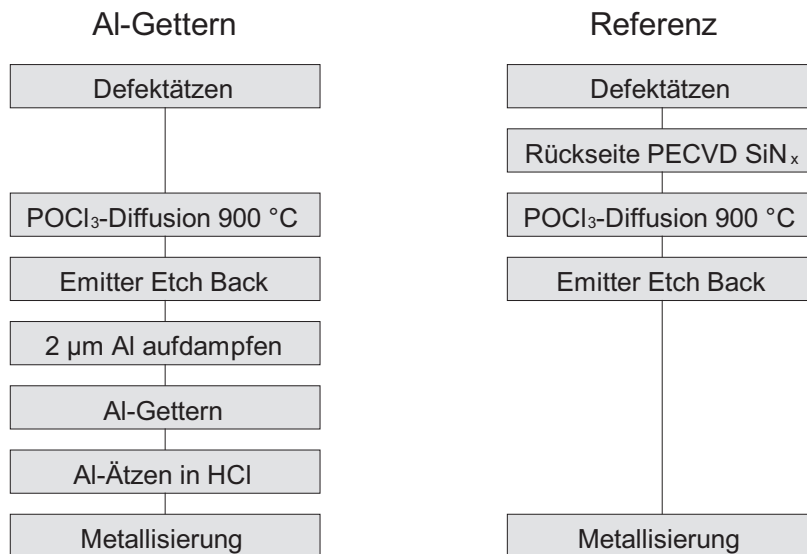 Al-Gettern
Defektätzen
POCl₃-Diffusion 900 °C
Emitter Etch Back
2 µm Al aufdampfen
Al-Gettern
Al-Ätzen in HCl
Metallisierung
Referenz
Defektätzen
Rückseite PECVD SiNₓ
POCl₃-Diffusion 900 °C
Emitter Etch Back
Metallisierung